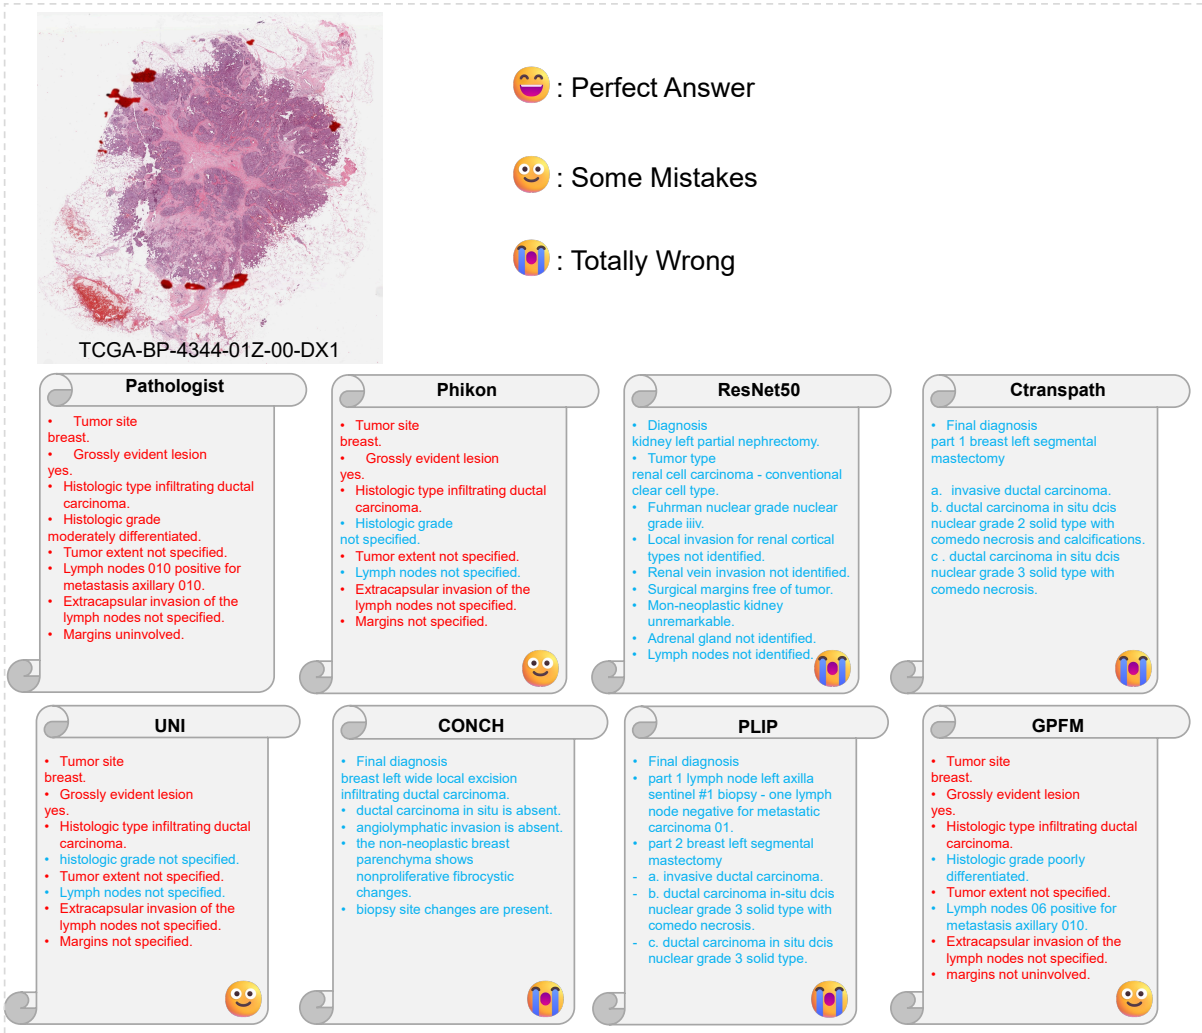 : Perfect Answer
: Some Mistakes
: Totally Wrong
TCGA-BP-4344-01Z-00-DX1
Pathologist
• Tumor site
breast.
• Grossly evident lesion
yes.
• Histologic type infiltrating ductal
carcinoma.
• Histologic grade
moderately differentiated.
• Tumor extent not specified.
• Lymph nodes 010 positive for
metastasis axillary 010.
• Extracapsular invasion of the
lymph nodes not specified.
• Margins uninvolved.
Phikon
• Tumor site
breast.
• Grossly evident lesion
yes.
• Histologic type infiltrating ductal
carcinoma.
• Histologic grade
not specified.
• Tumor extent not specified.
• Lymph nodes not specified.
• Extracapsular invasion of the
lymph nodes not specified.
• Margins not specified.
ResNet50
• Diagnosis
kidney left partial nephrectomy.
• Tumor type
renal cell carcinoma - conventional
clear cell type.
• Fuhrman nuclear grade nuclear
grade iiiv.
• Local invasion for renal cortical
types not identified.
• Renal vein invasion not identified.
• Surgical margins free of tumor.
• Mon-neoplastic kidney
unremarkable.
• Adrenal gland not identified.
• Lymph nodes not identified.
Ctranspath
• Final diagnosis
part 1 breast left segmental
mastectomy
a. invasive ductal carcinoma.
b. ductal carcinoma in situ dcis
nuclear grade 2 solid type with
comedo necrosis and calcifications.
c . ductal carcinoma in situ dcis
nuclear grade 3 solid type with
comedo necrosis.
UNI
• Tumor site
breast.
• Grossly evident lesion
yes.
• Histologic type infiltrating ductal
carcinoma.
• histologic grade not specified.
• Tumor extent not specified.
• Lymph nodes not specified.
• Extracapsular invasion of the
lymph nodes not specified.
• Margins not specified.
CONCH
• Final diagnosis
breast left wide local excision
infiltrating ductal carcinoma.
• ductal carcinoma in situ is absent.
• angiolymphatic invasion is absent.
• the non-neoplastic breast
parenchyma shows
nonproliferative fibrocystic
changes.
• biopsy site changes are present.
PLIP
• Final diagnosis
• part 1 lymph node left axilla
sentinel #1 biopsy - one lymph
node negative for metastatic
carcinoma 01.
• part 2 breast left segmental
mastectomy
- a. invasive ductal carcinoma.
- b. ductal carcinoma in-situ dcis
nuclear grade 3 solid type with
comedo necrosis.
- c. ductal carcinoma in situ dcis
nuclear grade 3 solid type.
GPFM
• Tumor site
breast.
• Grossly evident lesion
yes.
• Histologic type infiltrating ductal
carcinoma.
• Histologic grade poorly
differentiated.
• Tumor extent not specified.
• Lymph nodes 06 positive for
metastasis axillary 010.
• Extracapsular invasion of the
lymph nodes not specified.
• margins not uninvolved.